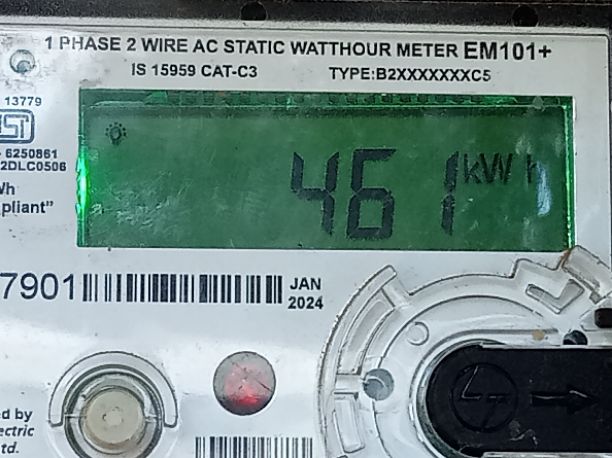 1 PHASE 2 WIRE AC STATIC WATTHOUR METER EM101+
IS 15959 CAT-C3 TYPE:B2XXXXXXXC5
13779
6250861
2DLC0506
Wh
pliant"
461 kWh
7901 JAN
2024
ed by
ectric
td.